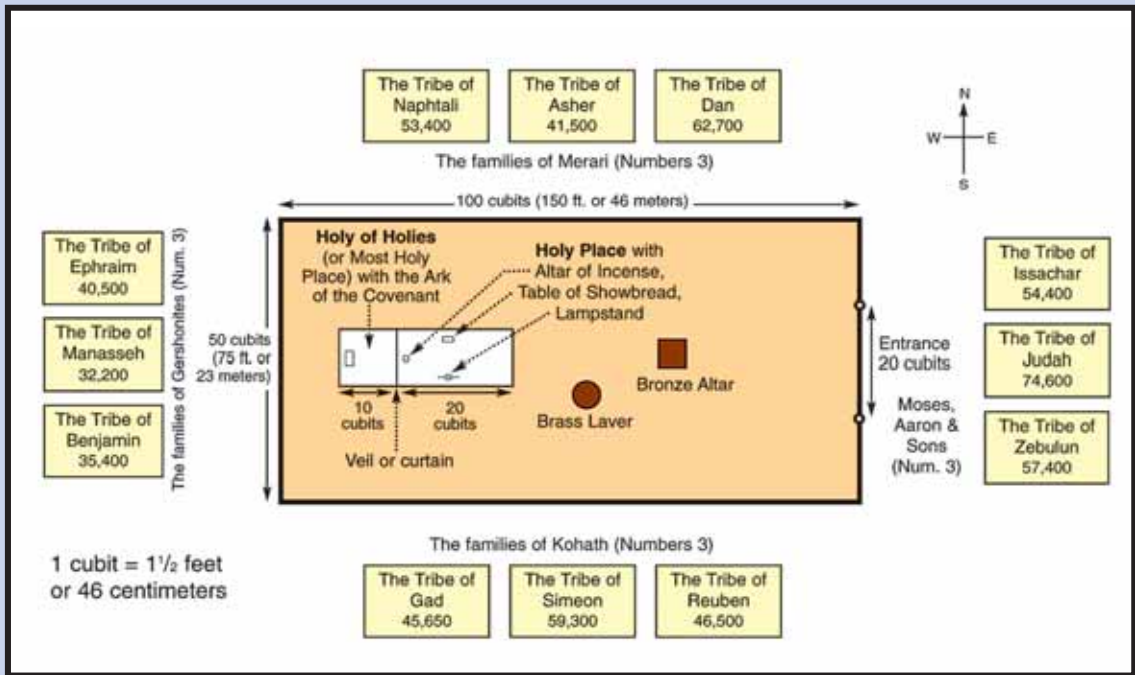 The Tribe of
Naphtali
53,400
The Tribe of
Asher
41,500
The Tribe of
Dan
62,700
The families of Merari (Numbers 3)
N
W
E
S
100 cubits (150 ft. or 46 meters)
The Tribe of
Ephraim
40,500
The Tribe of
Manasseh
32,200
The Tribe of
Benjamin
35,400
The families of Gershonites (Num. 3)
50 cubits
(75 ft. or
23 meters)
Holy of Holies
(or Most Holy
Place) with the Ark
of the Covenant
Holy Place with
Altar of Incense,
Table of Showbread,
Lampstand
10
cubits
20
cubits
Veil or curtain
Brass Laver
Bronze Altar
Entrance
20 cubits
Moses,
Aaron &
Sons
(Num. 3)
The Tribe of
Issachar
54,400
The Tribe of
Judah
74,600
The Tribe of
Zebulun
57,400
The families of Kohath (Numbers 3)
1 cubit = 1 1/2 feet
or 46 centimeters
The Tribe of
Gad
45,650
The Tribe of
Simeon
59,300
The Tribe of
Reuben
46,500